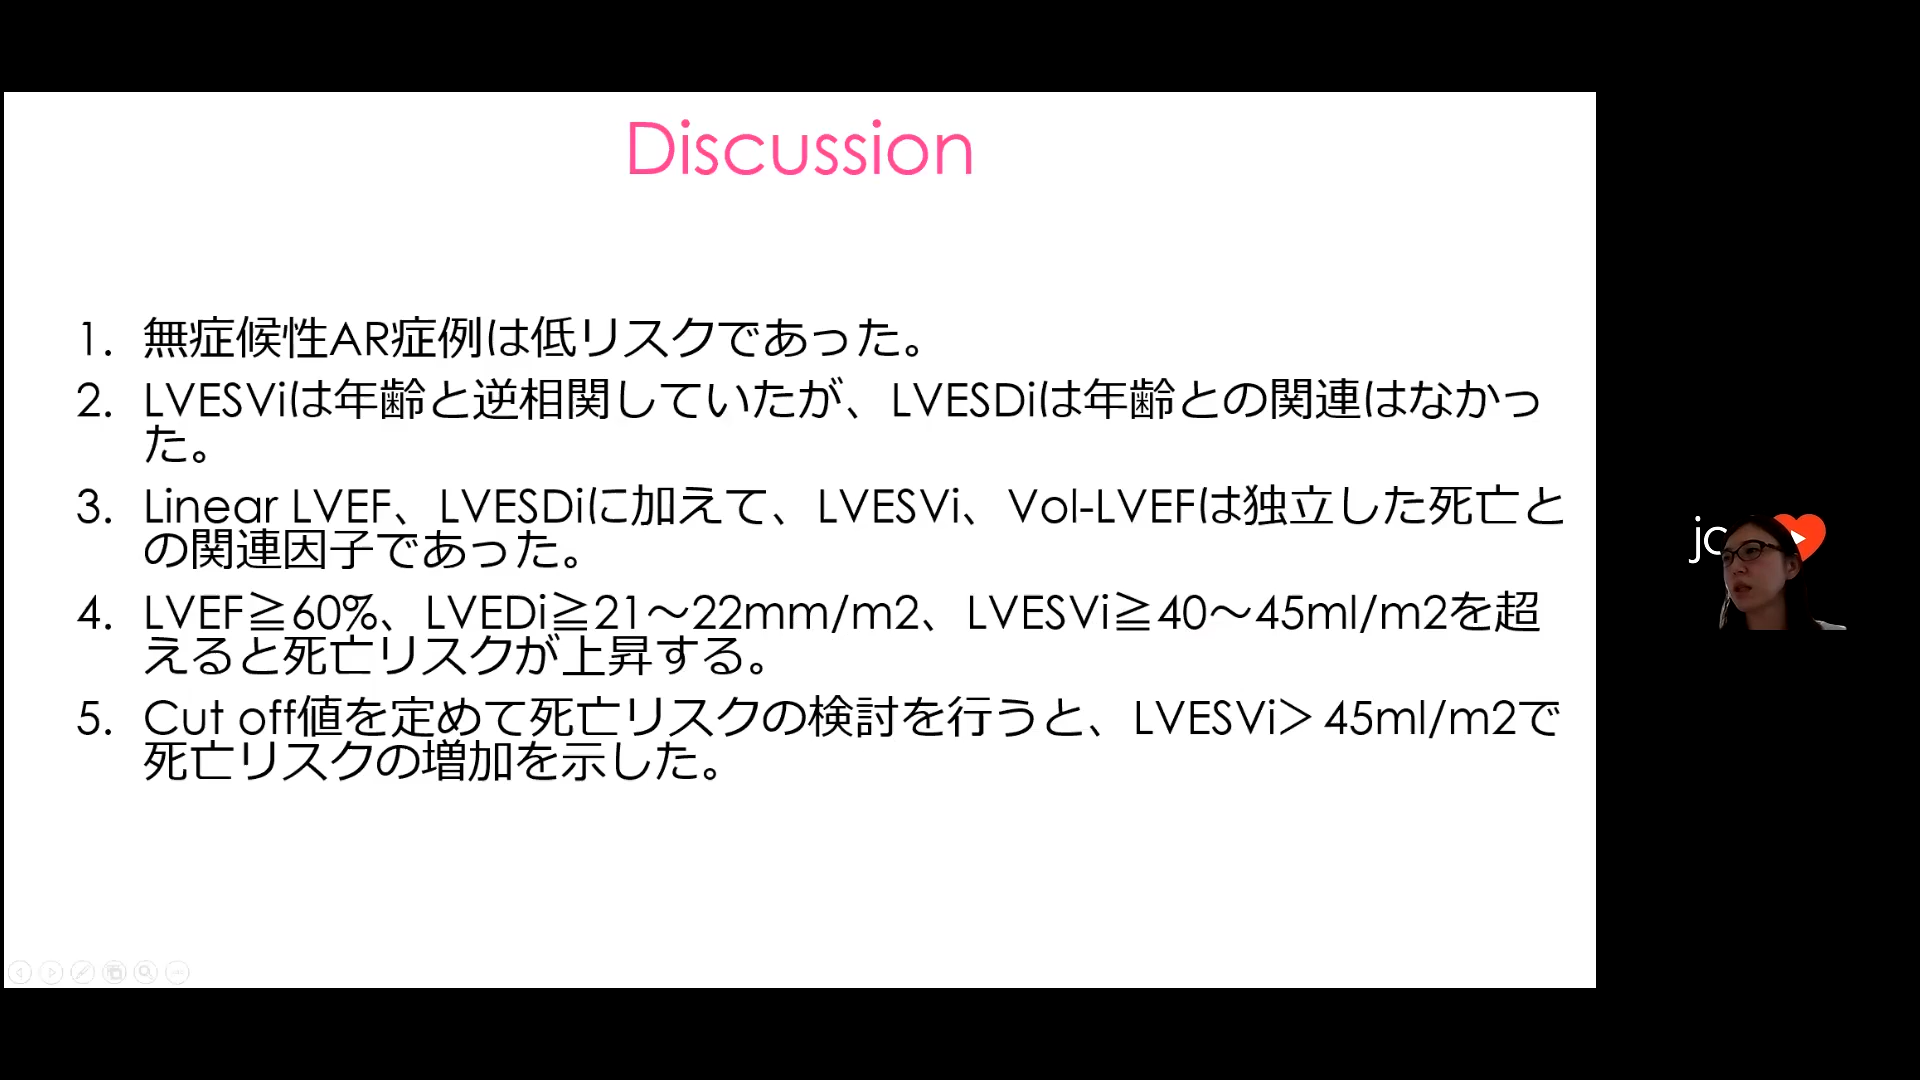 Discussion
1. 無症候性AR症例は低リスクであった。
2. LVESViは年齢と逆相関していたが、LVESDiは年齢との関連はなかっ
た。
3. Linear LVEF、LVESDiに加えて、LVESVi、Vol-LVEFは独立した死亡と
の関連因子であった。
4. LVEF≧60%、LVEDi≧21～22mm/m2、LVESVi≧40～45ml/m2を超
えると死亡リスクが上昇する。
5. Cut off値を定めて死亡リスクの検討を行うと、LVESVi＞45ml/m2で
死亡リスクの増加を示した。